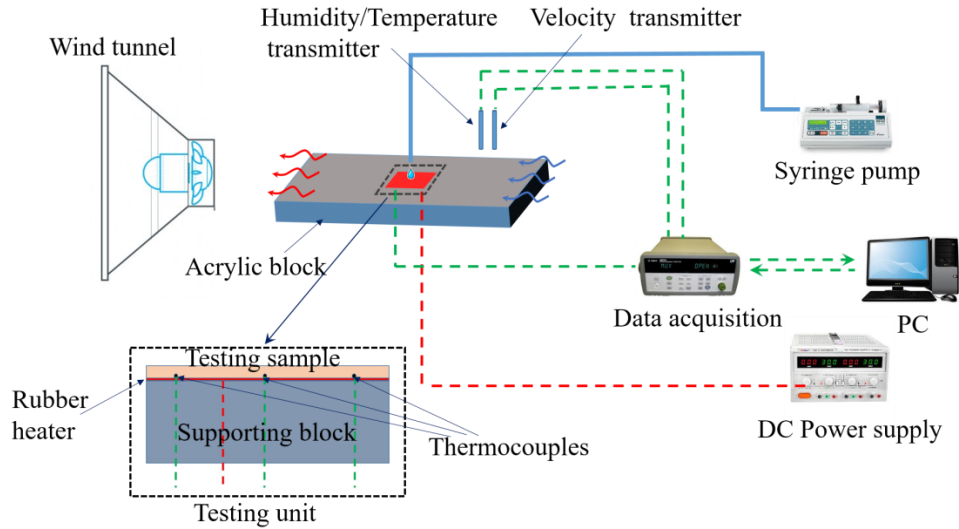 Humidity/Temperature
transmitter
Velocity transmitter
Wind tunnel
Syringe pump
Acrylic block
Data acquisition
PC
Testing sample
Rubber
heater
Supporting block
Thermocouples
DC Power supply
Testing unit